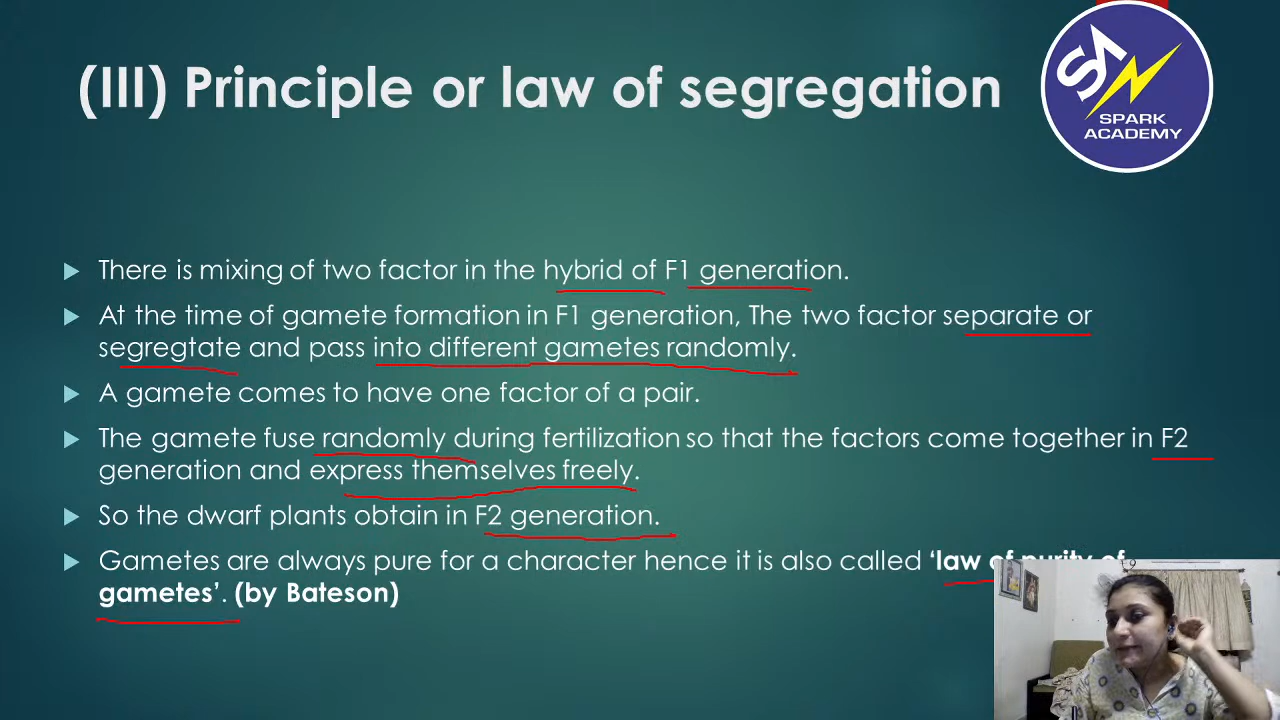 (III) Principle or law of segregation
SPARK
ACADEMY
There is mixing of two factor in the hybrid of F1 generation.
At the time of gamete formation in F1 generation, The two factor separate or
segregtate and pass into different gametes randomly.
A gamete comes to have one factor of a pair.
The gamete fuse randomly during fertilization so that the factors come together in F2
generation and express themselves freely.
So the dwarf plants obtain in F2 generation.
Gametes are always pure for a character hence it is also called ‘law of purity of
gametes’. (by Bateson)